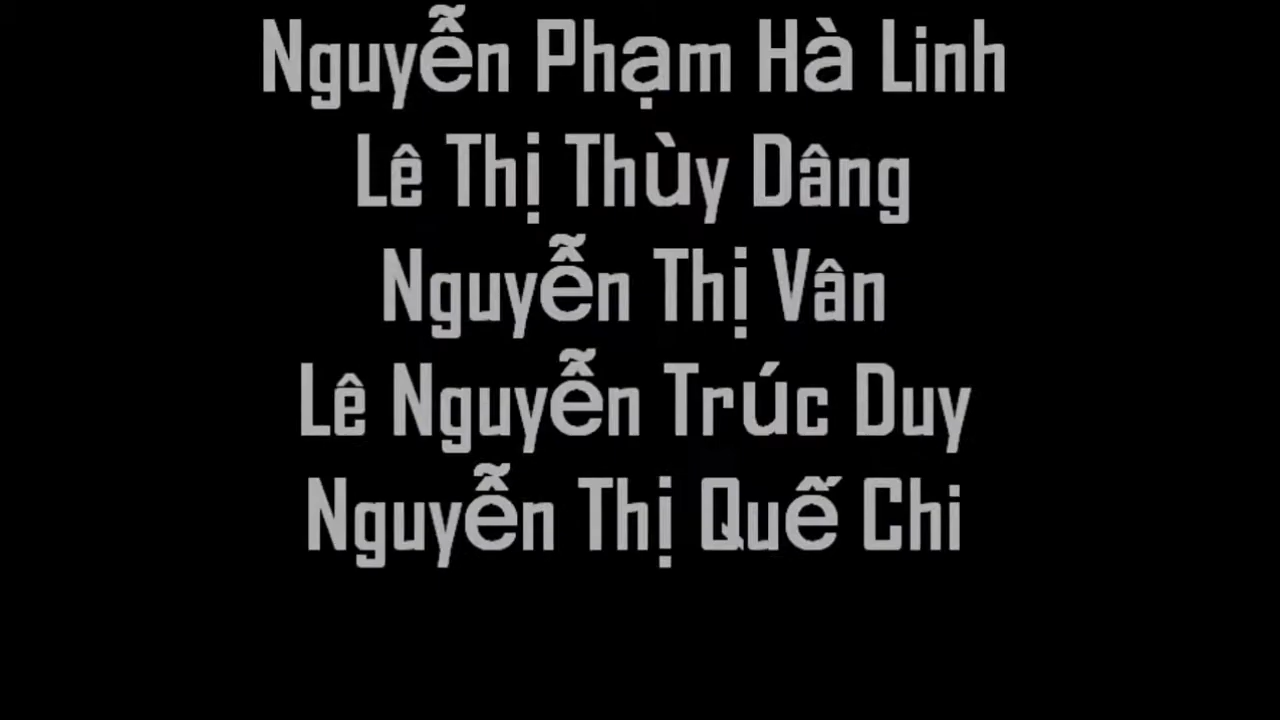 Nguyễn Phạm Hà Linh
Lê Thị Thùy Dâng
Nguyễn Thị Vân
Lê Nguyễn Trúc Duy
Nguyễn Thị Quế Chi